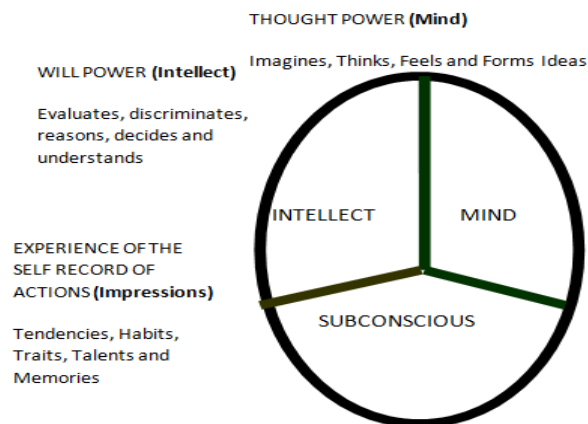 THOUGHT POWER (Mind)
Imagines, Thinks, Feels and Forms Ideas
WILL POWER (Intellect)
Evaluates, discriminates,
reasons, decides and
understands
INTELLECT
MIND
EXPERIENCE OF THE
SELF RECORD OF
ACTIONS (Impressions)
Tendencies, Habits,
Traits, Talents and
Memories
SUBCONSCIOUS